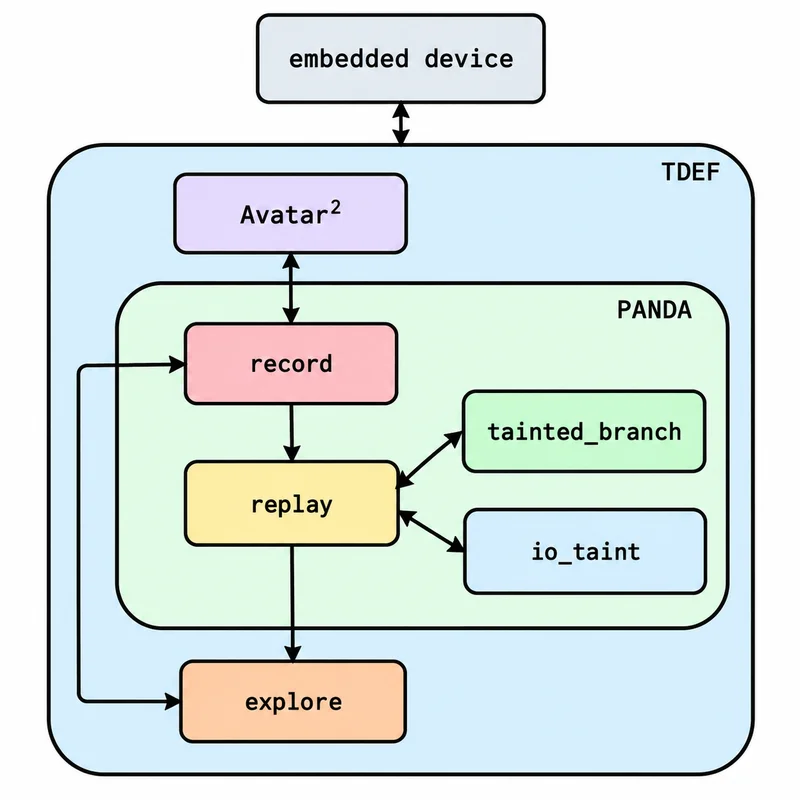 embedded device
TDEF
Avatar²
PANDA
record
tainted_branch
replay
io_taint
explore